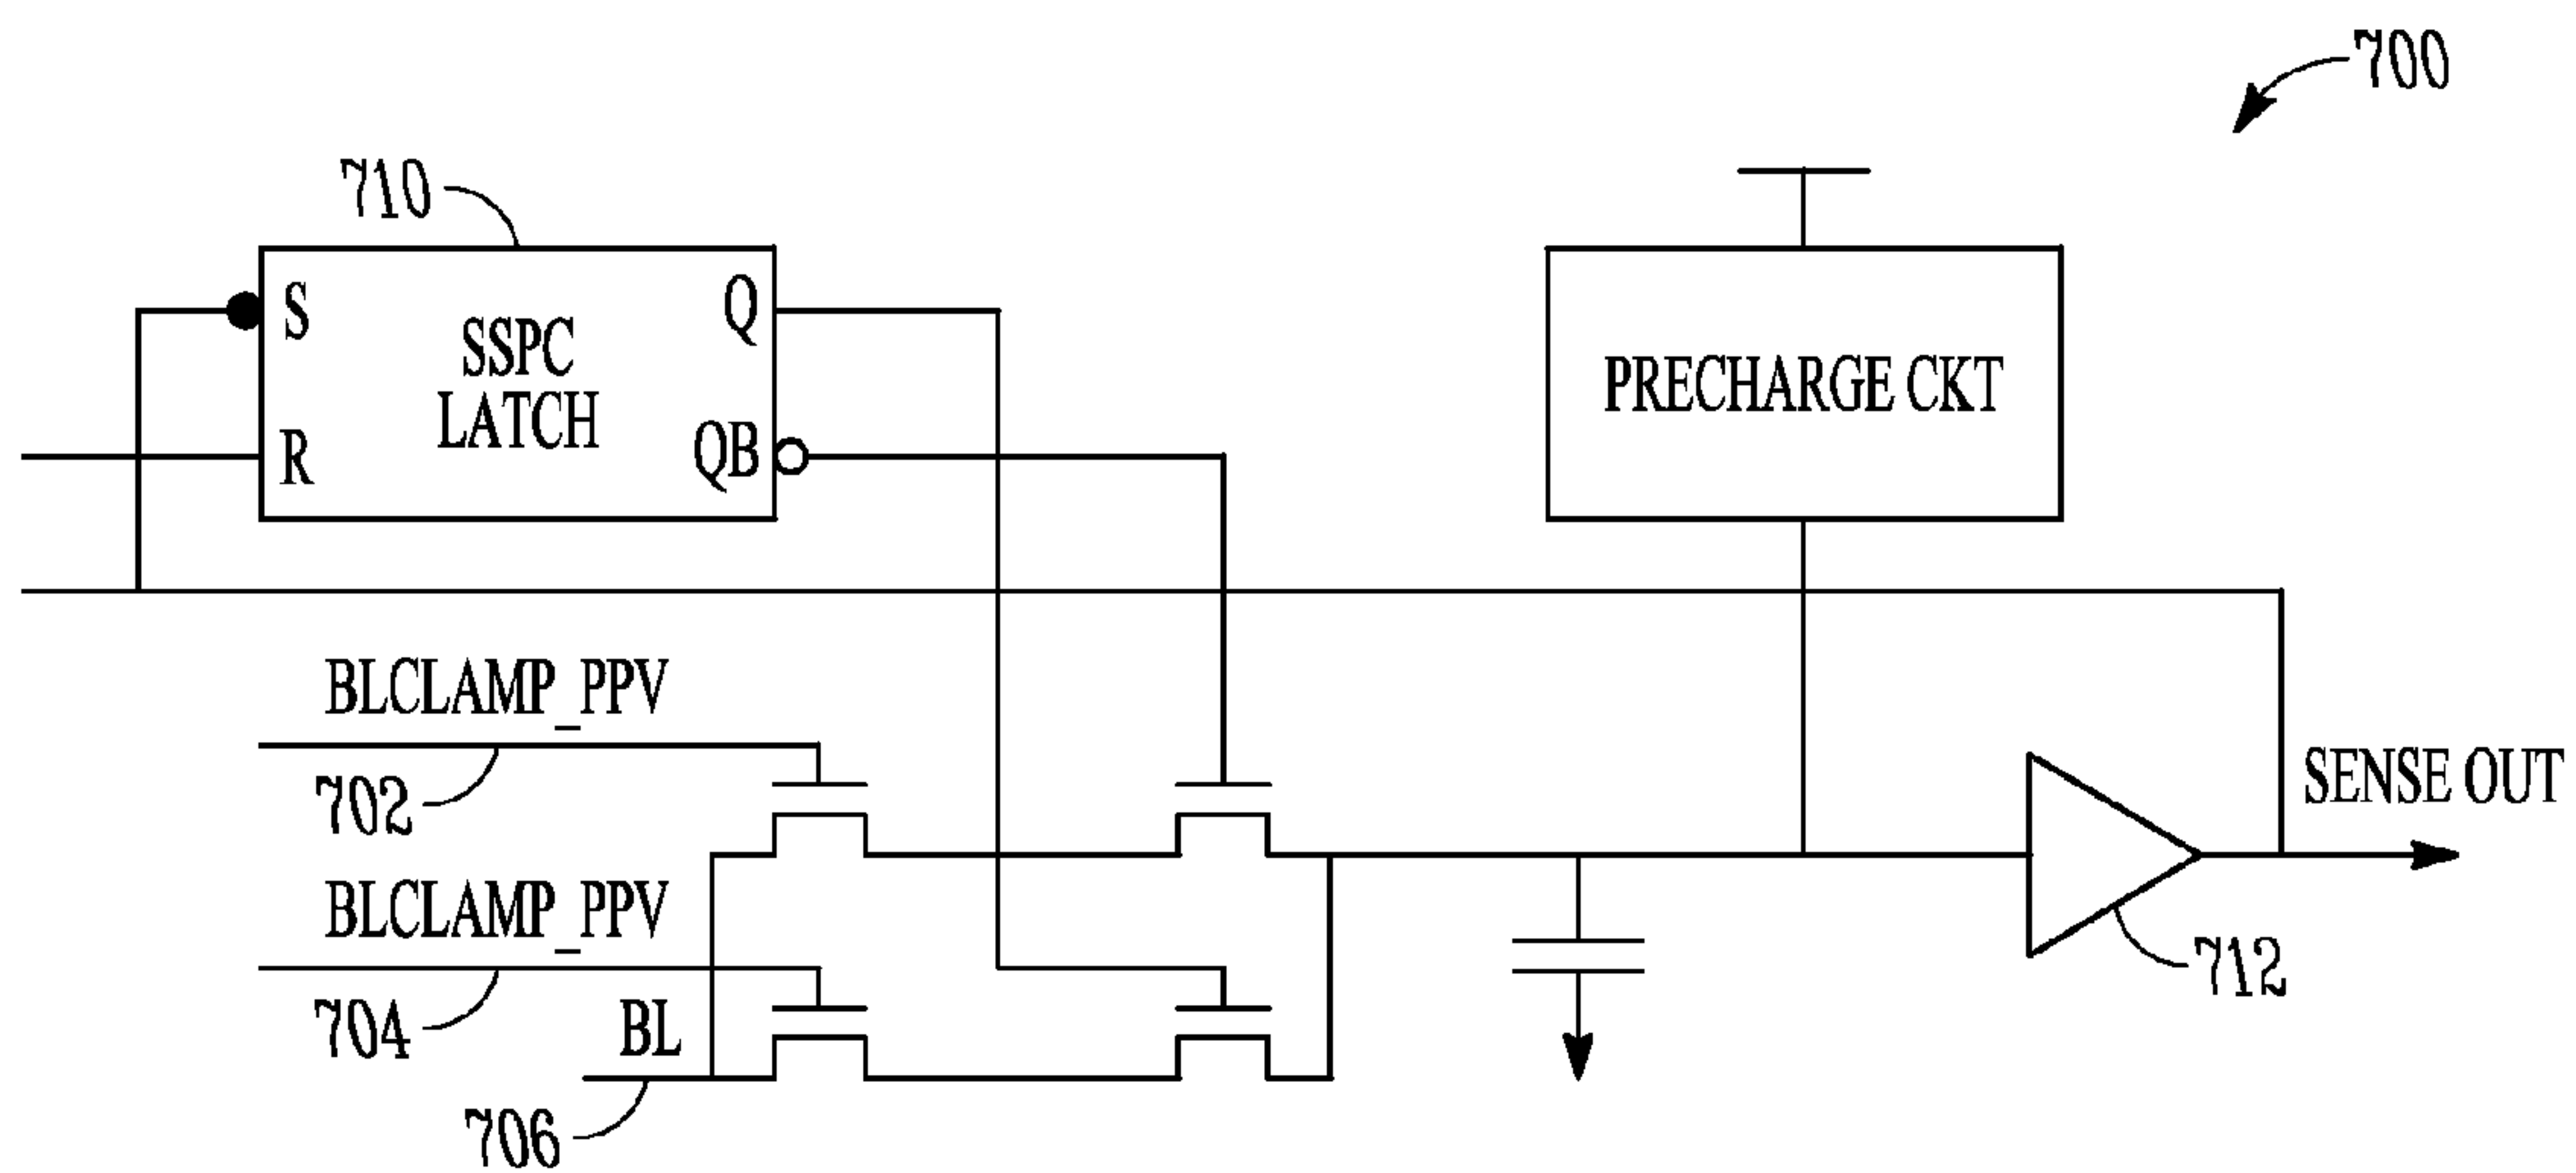 700
710
S
Q
SSPC
LATCH
R
QB
PRECHARGE CKT
BLCLAMP_PPV
702
SENSE OUT
BLCLAMP_PPV
704
BL
712
706